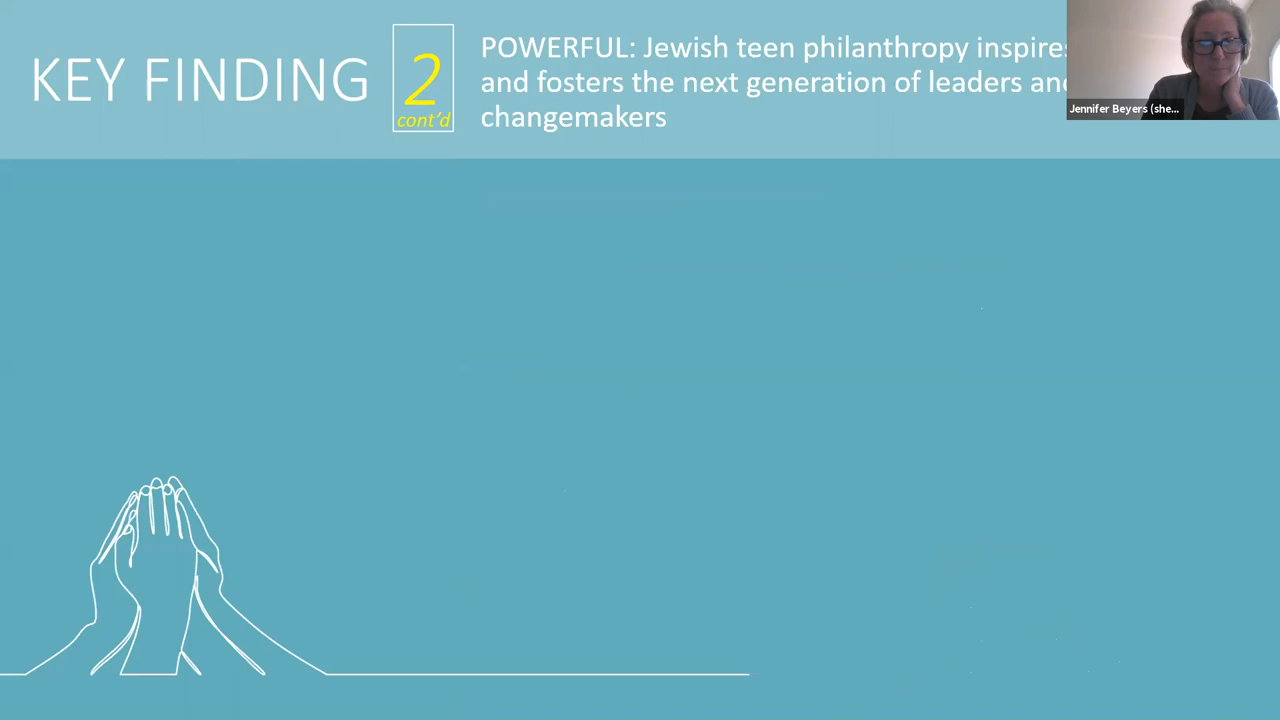 KEY FINDING
2
cont'd
POWERFUL: Jewish teen philanthropy inspires
and fosters the next generation of leaders and
changemakers
Jennifer Beyers (she...